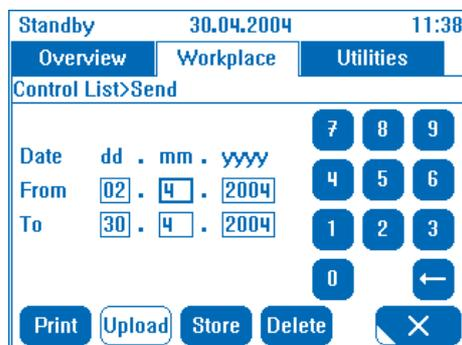 Standby 30.04.2004 11:38
Overview Workplace Utilities
Control List>Send
7 8 9
Date dd . mm . yyyy
From 02 . 4 . 2004
4 5 6
To 30 . 4 . 2004
1 2 3
0 ←
Print Upload Store Delete X